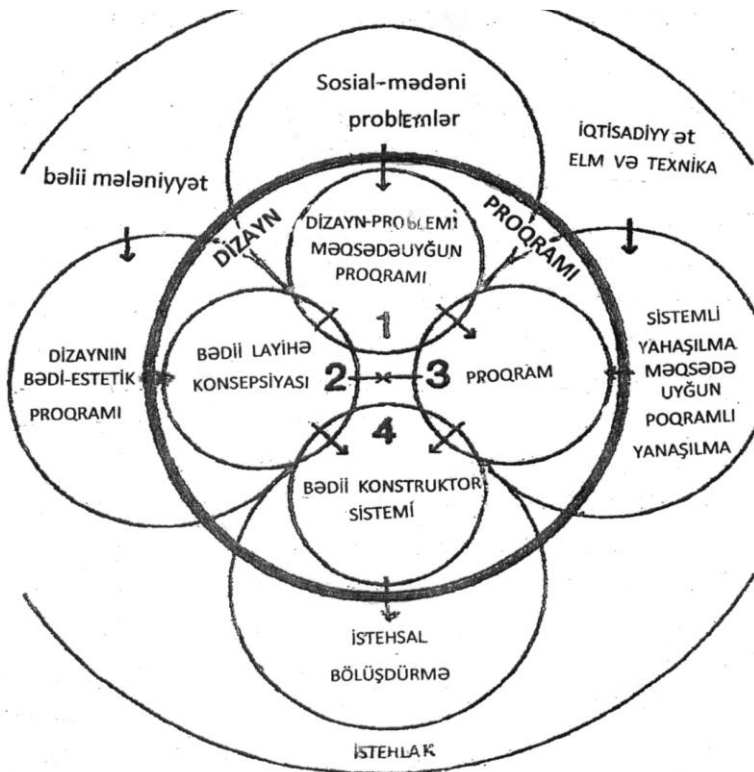 Sosial-mədəni
problEmlər
İQTİSADİYY ət
ELM VƏ TEXNİKA
bəlii mələniyyət
DİZAYN PROQRAMI
DİZAYN-PROBLEMİ
MƏQSƏDƏUYĞUN
PROQRAMI
1
DİZAYNIN
BƏDİ-ESTETİK
PROQRAMI
BƏDİİ LAYİHƏ
KONSEPSİYASI
2
3
PROQRAM
SİSTEMLİ
YAHAŞILMA
MƏQSƏDƏ
UYĞUN
POQRAMLI
YANAŞILMA
4
BƏDİİ KONSTRUKTOR
SİSTEMİ
İSTEHSAL
BÖLÜŞDÜRMƏ
İSTEHLAK